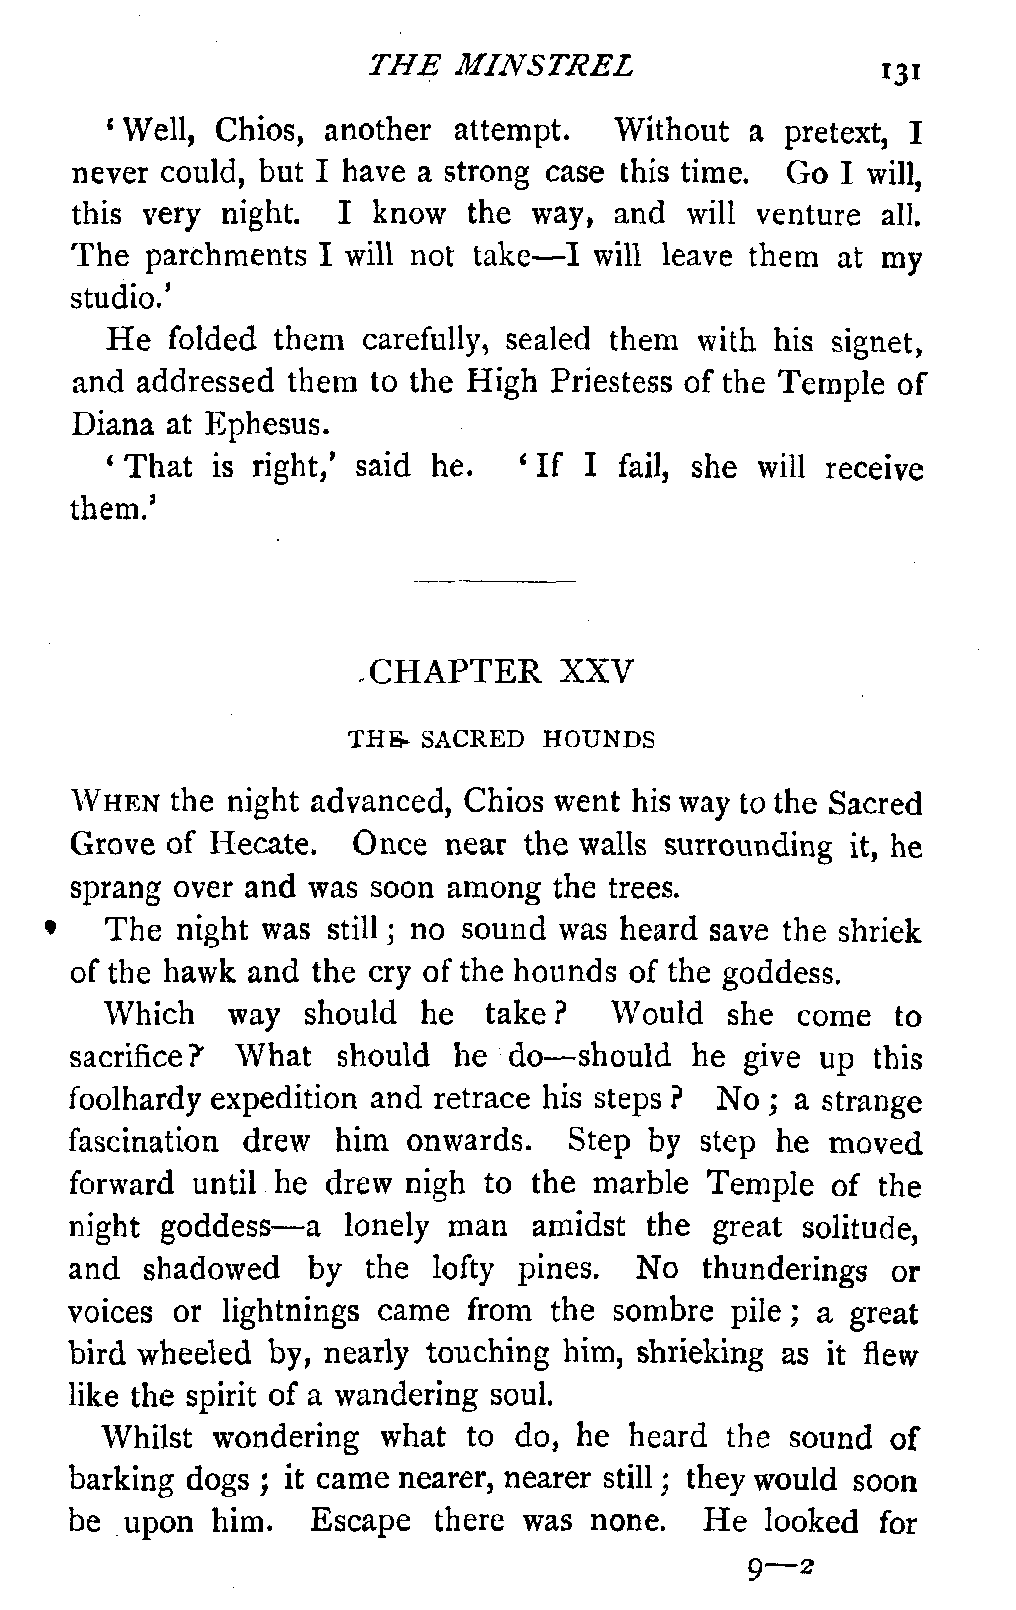 THE MINSTREL 131
‘Well, Chios, another attempt. Without a pretext, I
never could, but I have a strong case this time. Go I will,
this very night. I know the way, and will venture all.
The parchments I will not take—I will leave them at my
studio.’
He folded them carefully, sealed them with his signet,
and addressed them to the High Priestess of the Temple of
Diana at Ephesus.
‘That is right,’ said he. ‘If I fail, she will receive
them.’
CHAPTER XXV
THE SACRED HOUNDS
WHEN the night advanced, Chios went his way to the Sacred
Grove of Hecate. Once near the walls surrounding it, he
sprang over and was soon among the trees.
The night was still; no sound was heard save the shriek
of the hawk and the cry of the hounds of the goddess.
Which way should he take? Would she come to
sacrifice? What should he do—should he give up this
foolhardy expedition and retrace his steps? No; a strange
fascination drew him onwards. Step by step he moved
forward until he drew nigh to the marble Temple of the
night goddess—a lonely man amidst the great solitude,
and shadowed by the lofty pines. No thunderings or
voices or lightnings came from the sombre pile; a great
bird wheeled by, nearly touching him, shrieking as it flew
like the spirit of a wandering soul.
Whilst wondering what to do, he heard the sound of
barking dogs; it came nearer, nearer still; they would soon
be upon him. Escape there was none. He looked for
9—2